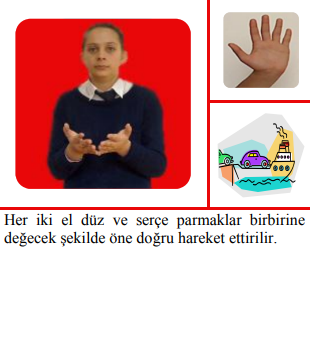 Her iki el düz ve serçe parmaklar birbirine
değecek şekilde öne doğru hareket ettirilir.